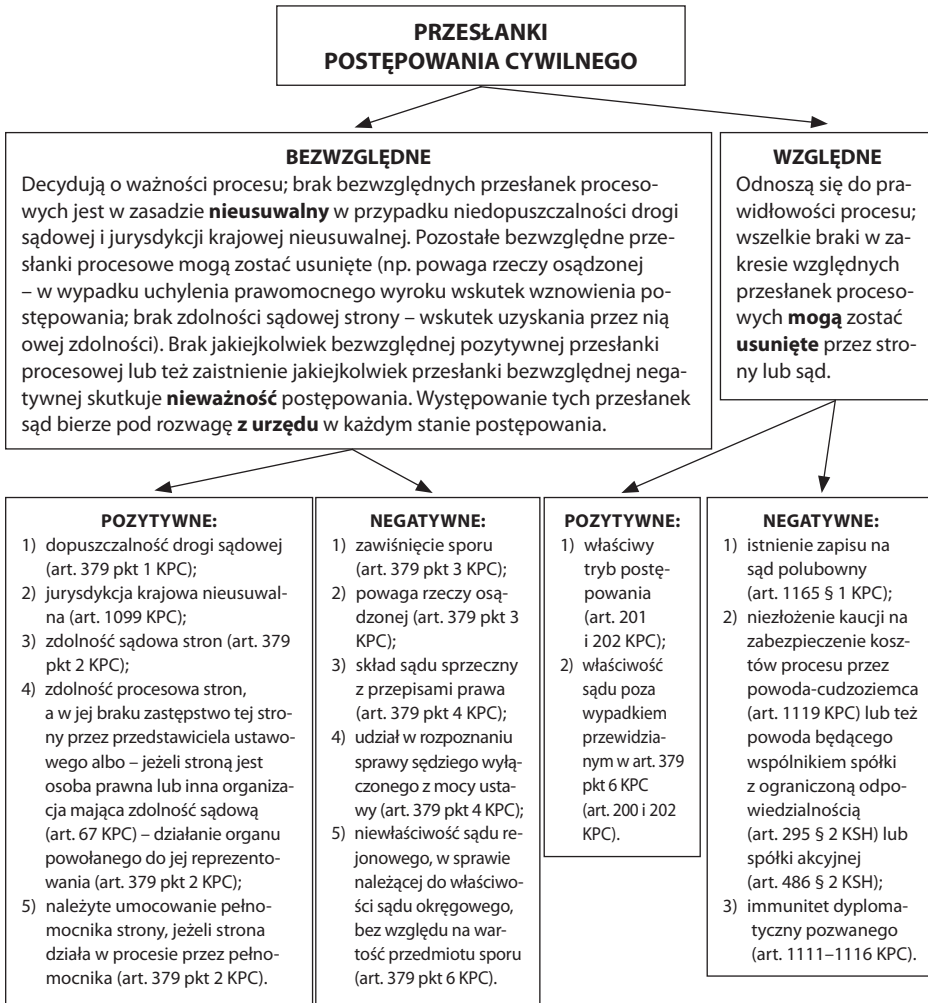 PRZESŁANKI
POSTĘPOWANIA CYWILNEGO
BEZWZGLĘDNE
Decydują o ważności procesu; brak bezwzględnych przesłanek proceso-
wych jest w zasadzie nieusuwalny w przypadku niedopuszczalności drogi
sądowej i jurysdykcji krajowej nieusuwalnej. Pozostałe bezwzględne prze-
słanki procesowe mogą zostać usunięte (np. powaga rzeczy osądzonej
– w wypadku uchylenia prawomocnego wyroku wskutek wznowienia po-
stępowania; brak zdolności sądowej strony – wskutek uzyskania przez nią
owej zdolności). Brak jakiejkolwiek bezwzględnej pozytywnej przesłanki
procesowej lub też zaistnienie jakiejkolwiek przesłanki bezwzględnej nega-
tywnej skutkuje nieważność postępowania. Występowanie tych przesłanek
sąd bierze pod rozwagę z urzędu w każdym stanie postępowania.
WZGLĘDNE
Odnoszą się do pra-
widłowości procesu;
wszelkie braki w za-
kresie względnych
przesłanek proceso-
wych mogą zostać
usunięte przez stro-
ny lub sąd.
POZYTYWNE:
1) dopuszczalność drogi sądowej
(art. 379 pkt 1 KPC);
2) jurysdykcja krajowa nieusuwal-
na (art. 1099 KPC);
3) zdolność sądowa stron (art. 379
pkt 2 KPC);
4) zdolność procesowa stron,
a w jej braku zastępstwo tej stro-
ny przez przedstawiciela ustawo-
wego albo – jeżeli stroną jest
osoba prawna lub inna organiza-
cja mająca zdolność sądową
(art. 67 KPC) – działanie organu
powołanego do jej reprezento-
wania (art. 379 pkt 2 KPC);
5) należyte umocowanie pełno-
mocnika strony, jeżeli strona
działa w procesie przez pełno-
mocnika (art. 379 pkt 2 KPC).
NEGATYWNE:
1) zawiśnięcie sporu
(art. 379 pkt 3 KPC);
2) powaga rzeczy osą-
dzonej (art. 379 pkt 3
KPC);
3) skład sądu sprzeczny
z przepisami prawa
(art. 379 pkt 4 KPC);
4) udział w rozpoznaniu
sprawy sędziego wyłą-
czonego z mocy usta-
wy (art. 379 pkt 4 KPC);
5) niewłaściwość sądu re-
jonowego, w sprawie
należącej do właściwo-
ści sądu okręgowego,
bez względu na war-
tość przedmiotu sporu
(art. 379 pkt 6 KPC).
POZYTYWNE:
1) właściwy
tryb postę-
powania
(art. 201
i 202 KPC);
2) właściwość
sądu poza
wypadkiem
przewidzia-
nym w art. 379
pkt 6 KPC
(art. 200 i 202
KPC).
NEGATYWNE:
1) istnienie zapisu na
sąd polubowny
(art. 1165 § 1 KPC);
2) niezłożenie kaucji na
zabezpieczenie kosz-
tów procesu przez
powoda-cudzoziemca
(art. 1119 KPC) lub też
powoda będącego
wspólnikiem spółki
z ograniczoną odpo-
wiedzialnością
(art. 295 § 2 KSH) lub
spółki akcyjnej
(art. 486 § 2 KSH);
3) immunitet dyploma-
tyczny pozwanego
(art. 1111–1116 KPC).